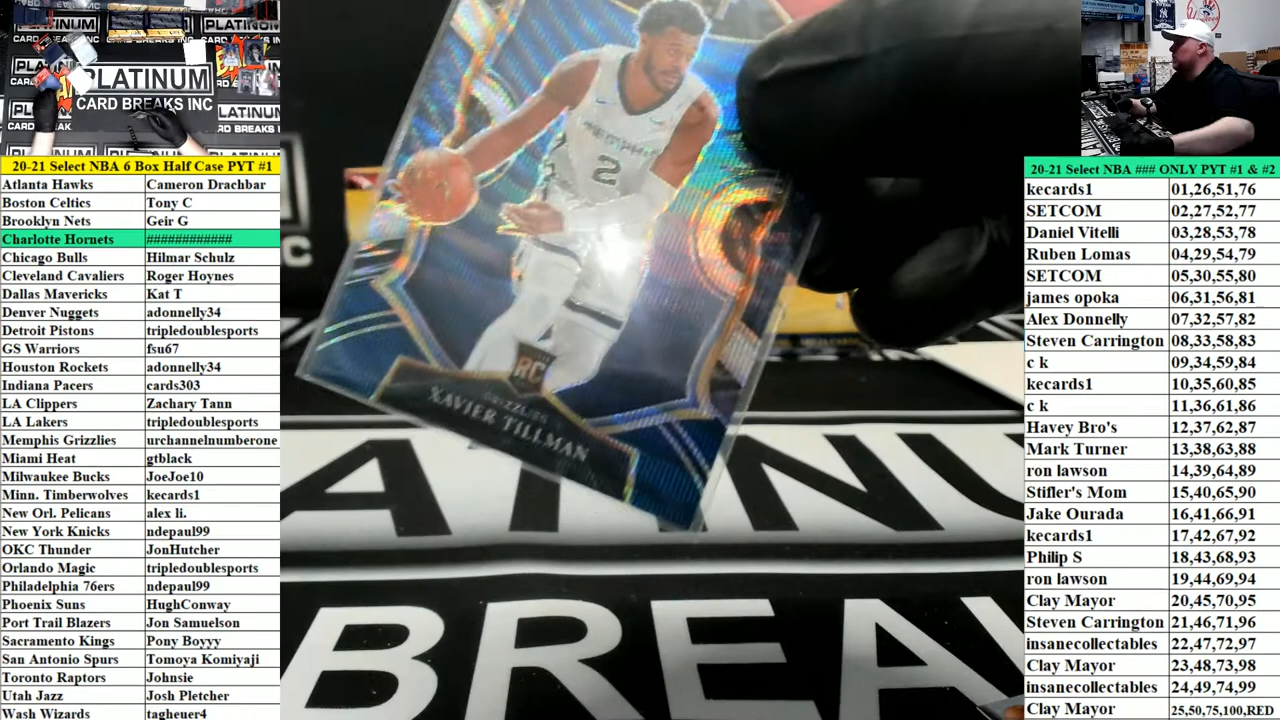 PLATINUM
CARD BREAKS INC
20-21 Select NBA 6 Box Half Case PYT #1
Atlanta Hawks Cameron Drachbar
Boston Celtics Tony C
Brooklyn Nets Geir G
Charlotte Hornets ############
Chicago Bulls Hilmar Schulz
Cleveland Cavaliers Roger Hoynes
Dallas Mavericks Kat T
Denver Nuggets adonnelly34
Detroit Pistons tripledoublesports
GS Warriors fsu67
Houston Rockets adonnelly34
Indiana Pacers cards303
LA Clippers Zachary Tann
LA Lakers tripledoublesports
Memphis Grizzlies urchannelnumberone
Miami Heat gtblack
Milwaukee Bucks JoeJoe10
Minn. Timberwolves kecards1
New Orl. Pelicans alex li.
New York Knicks ndepaul99
OKC Thunder JonHutcher
Orlando Magic tripledoublesports
Philadelphia 76ers ndepaul99
Phoenix Suns HughConway
Port Trail Blazers Jon Samuelson
Sacramento Kings Pony Boyyy
San Antonio Spurs Tomoya Komiyaji
Toronto Raptors Johnsie
Utah Jazz Josh Pletcher
Wash Wizards tagheuer4
2
RC
XAVIER TILLMAN
ATINU
BREA
20-21 Select NBA ### ONLY PYT #1 & #2
kecards1 01,26,51,76
SETCOM 02,27,52,77
Daniel Vitelli 03,28,53,78
Ruben Lomas 04,29,54,79
SETCOM 05,30,55,80
james opoka 06,31,56,81
Alex Donnelly 07,32,57,82
Steven Carrington 08,33,58,83
c k 09,34,59,84
kecards1 10,35,60,85
c k 11,36,61,86
Havey Bro's 12,37,62,87
Mark Turner 13,38,63,88
ron lawson 14,39,64,89
Stifler's Mom 15,40,65,90
Jake Ourada 16,41,66,91
kecards1 17,42,67,92
Philip S 18,43,68,93
ron lawson 19,44,69,94
Clay Mayor 20,45,70,95
Steven Carrington 21,46,71,96
insanecollectables 22,47,72,97
Clay Mayor 23,48,73,98
insanecollectables 24,49,74,99
Clay Mayor 25,50,75,100,RED